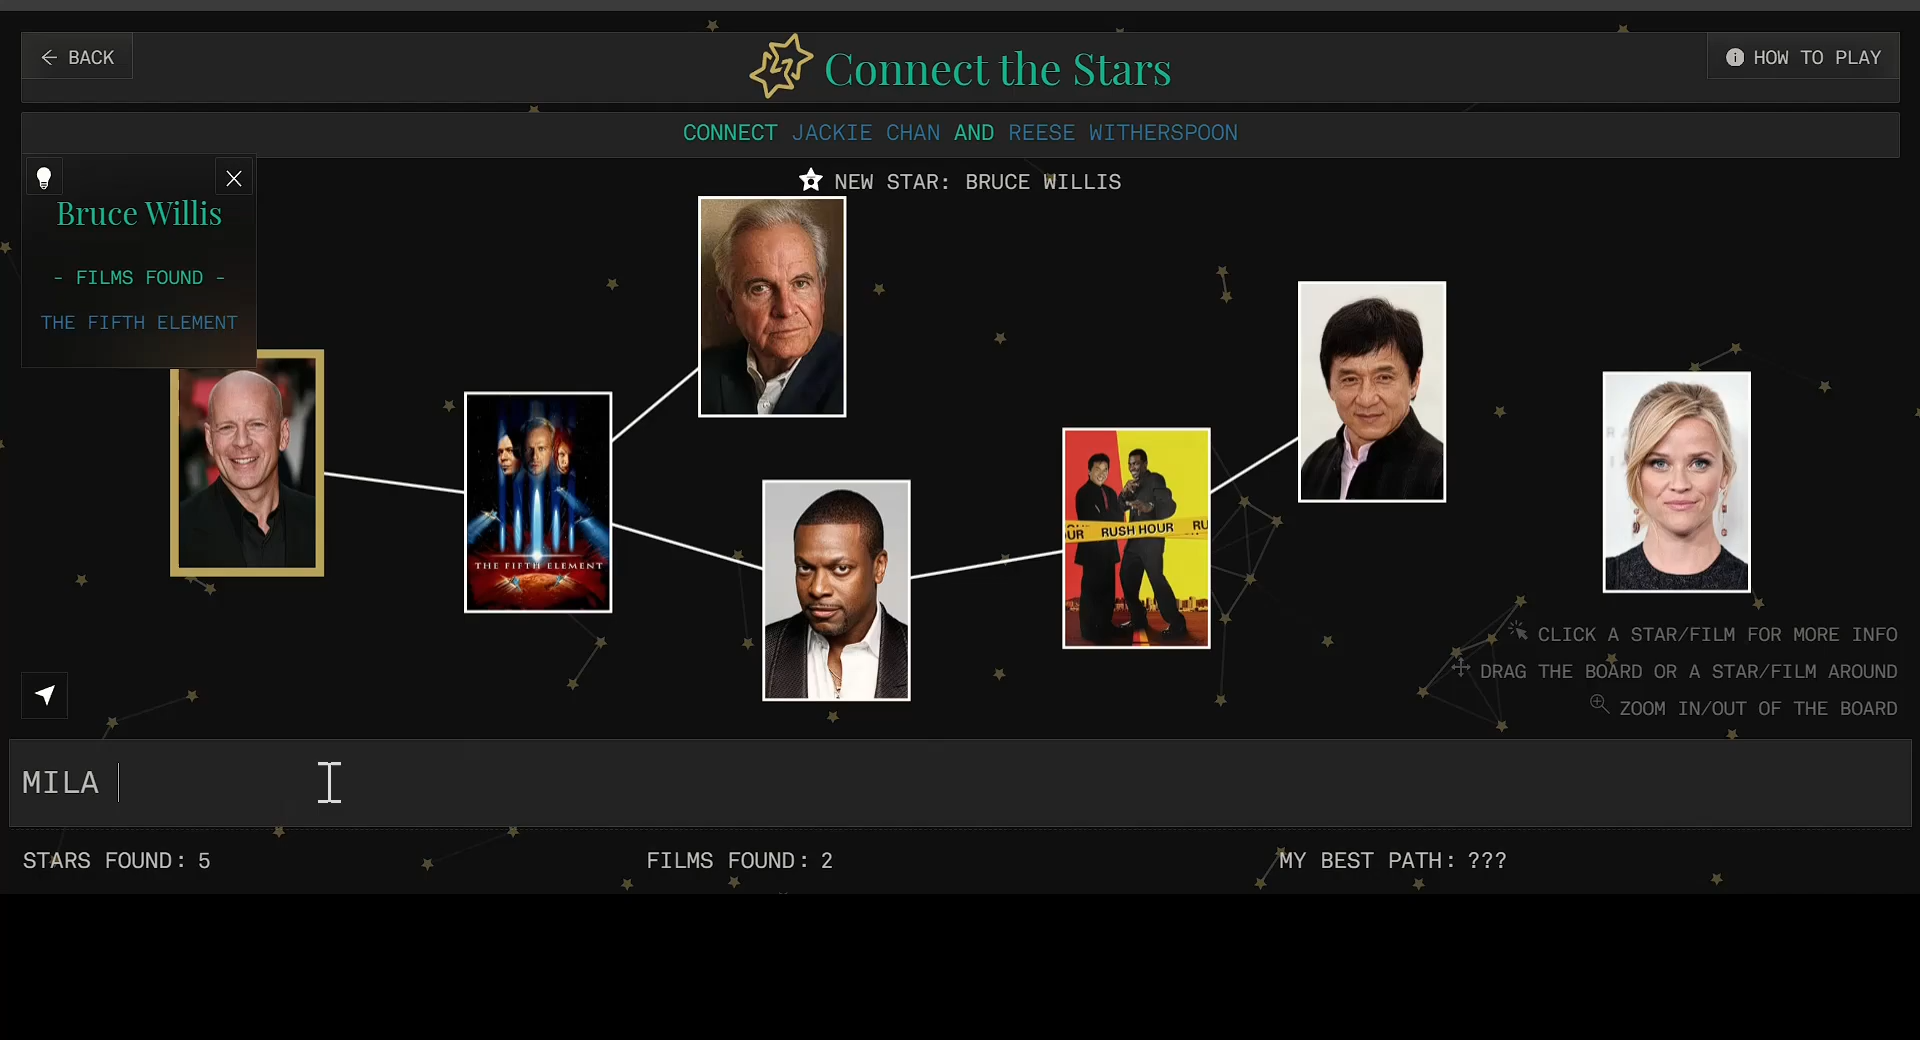 BACK
Connect the Stars
HOW TO PLAY
CONNECT JACKIE CHAN AND REESE WITHERSPOON
NEW STAR: BRUCE WILLIS
Bruce Willis
- FILMS FOUND -
THE FIFTH ELEMENT
THE FIFTH ELEMENT
OUR RUSH HOUR RU
CLICK A STAR/FILM FOR MORE INFO
DRAG THE BOARD OR A STAR/FILM AROUND
ZOOM IN/OUT OF THE BOARD
MILA
STARS FOUND: 5
FILMS FOUND: 2
MY BEST PATH: ???